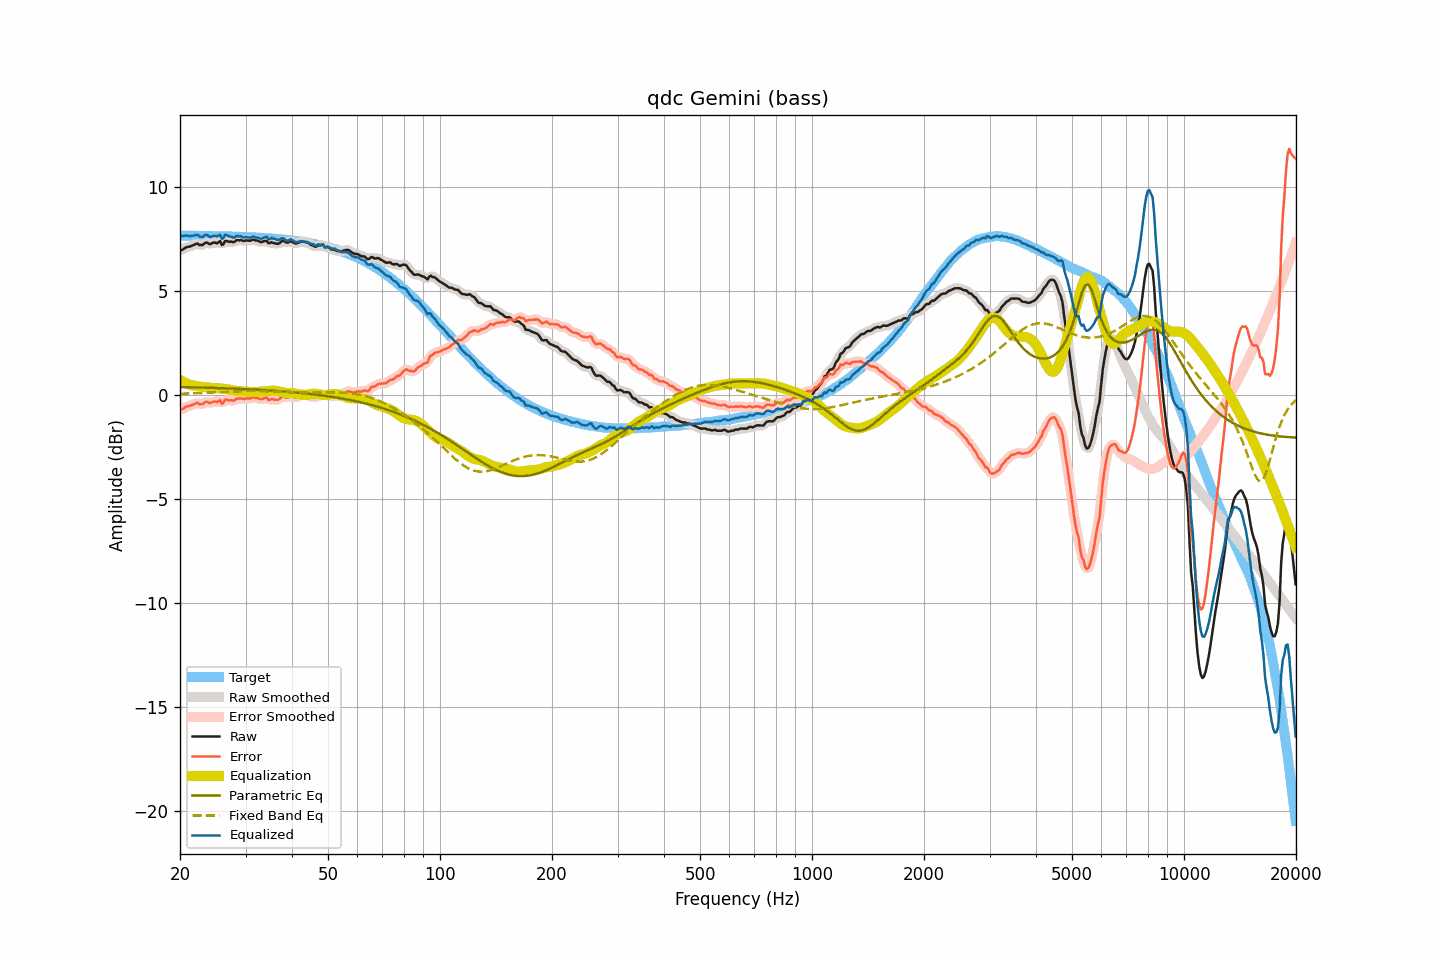 qdc Gemini (bass)
10
5
0
−5
−10
−15
−20
Amplitude (dBr)
Target
Raw Smoothed
Error Smoothed
Raw
Error
Equalization
Parametric Eq
Fixed Band Eq
Equalized
20 50 100 200 500 1000 2000 5000 10000 20000
Frequency (Hz)